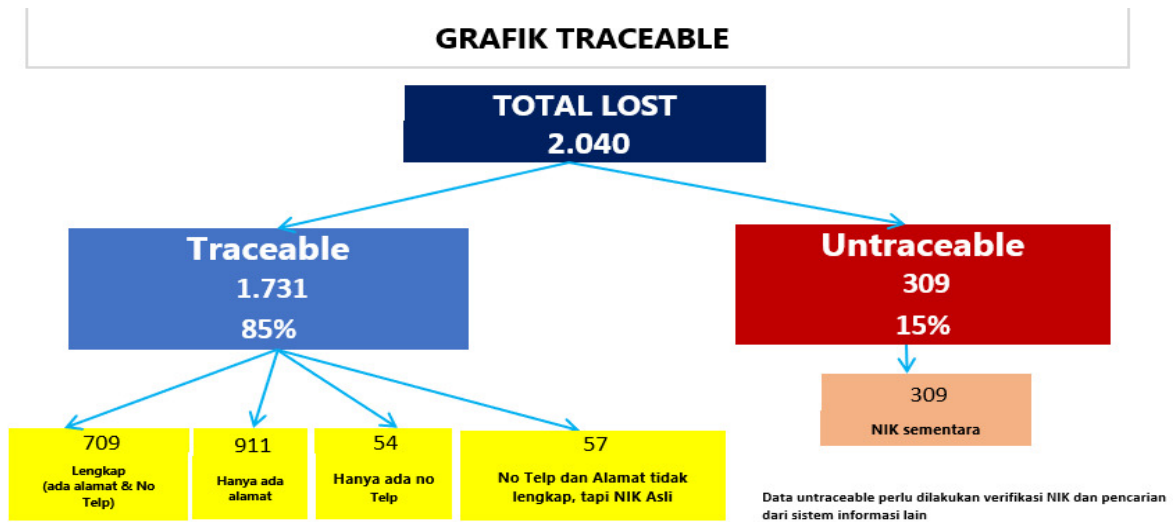 GRAFIK TRACEABLE
TOTAL LOST
2.040
Traceable
1.731
85%
Untraceable
309
15%
709
Lengkap
(ada alamat & No
Telp)
911
Hanya ada
alamat
54
Hanya ada no
Telp
57
No Telp dan Alamat tidak
lengkap, tapi NIK Asli
309
NIK sementara
Data untraceable perlu dilakukan verifikasi NIK dan pencarian
dari sistem informasi lain